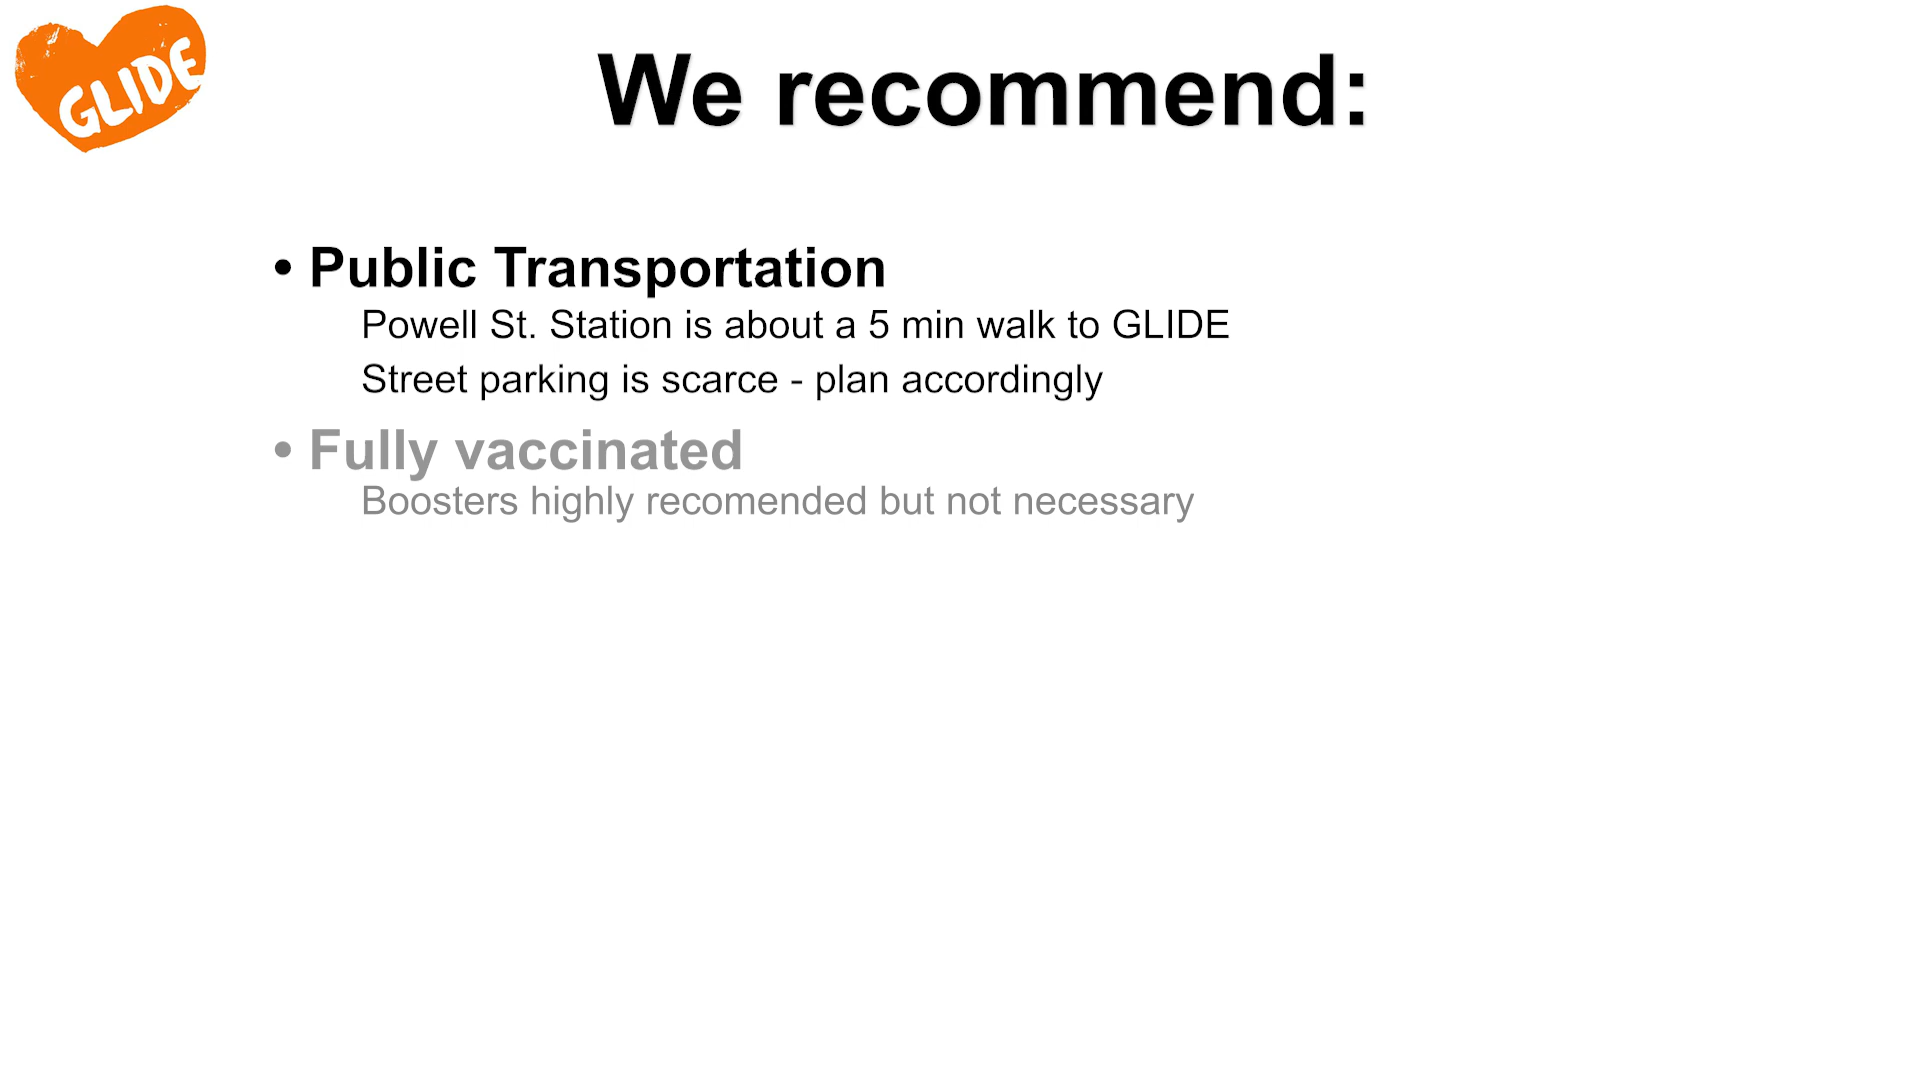 GLIDE
We recommend:
• Public Transportation
Powell St. Station is about a 5 min walk to GLIDE
Street parking is scarce - plan accordingly
• Fully vaccinated
Boosters highly recomended but not necessary